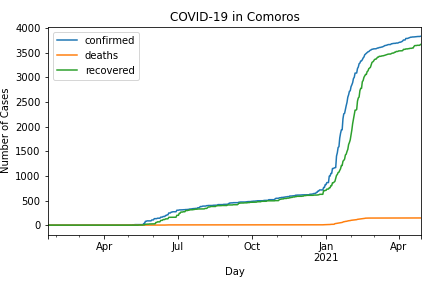 COVID-19 in Comoros
confirmed
deaths
recovered
Number of Cases
4000
3500
3000
2500
2000
1500
1000
500
0
Apr
Jul
Oct
Jan
2021
Apr
Day